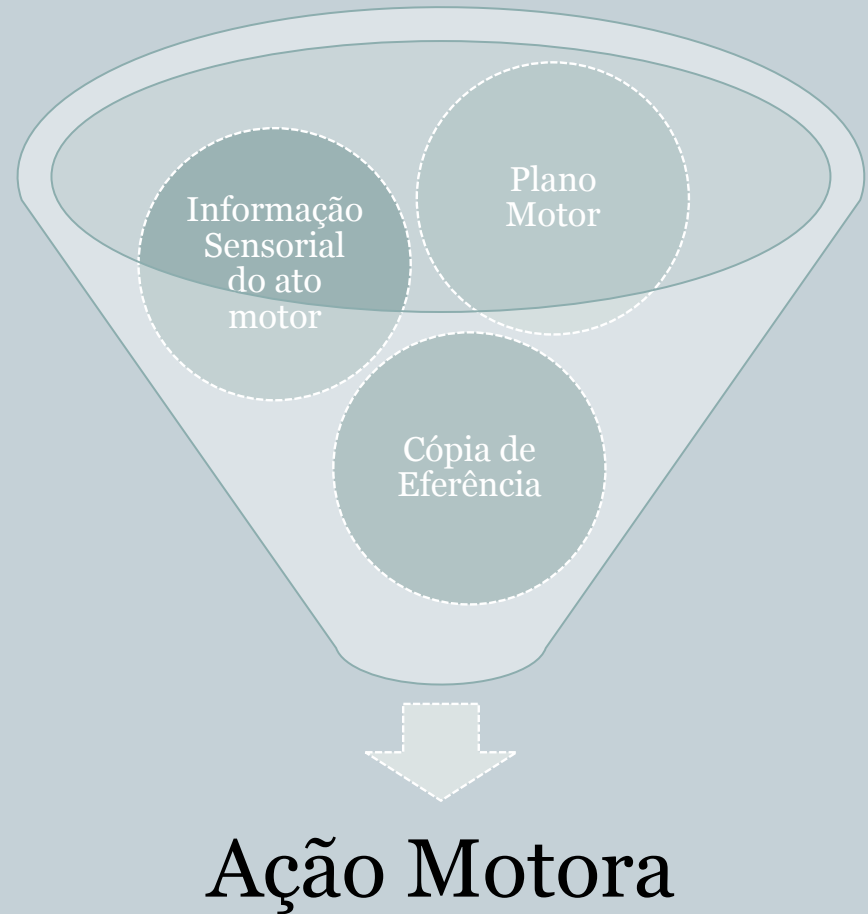 Plano
Motor
Informação
Sensorial
do ato
motor
Cópia de
Eferência
Ação Motora